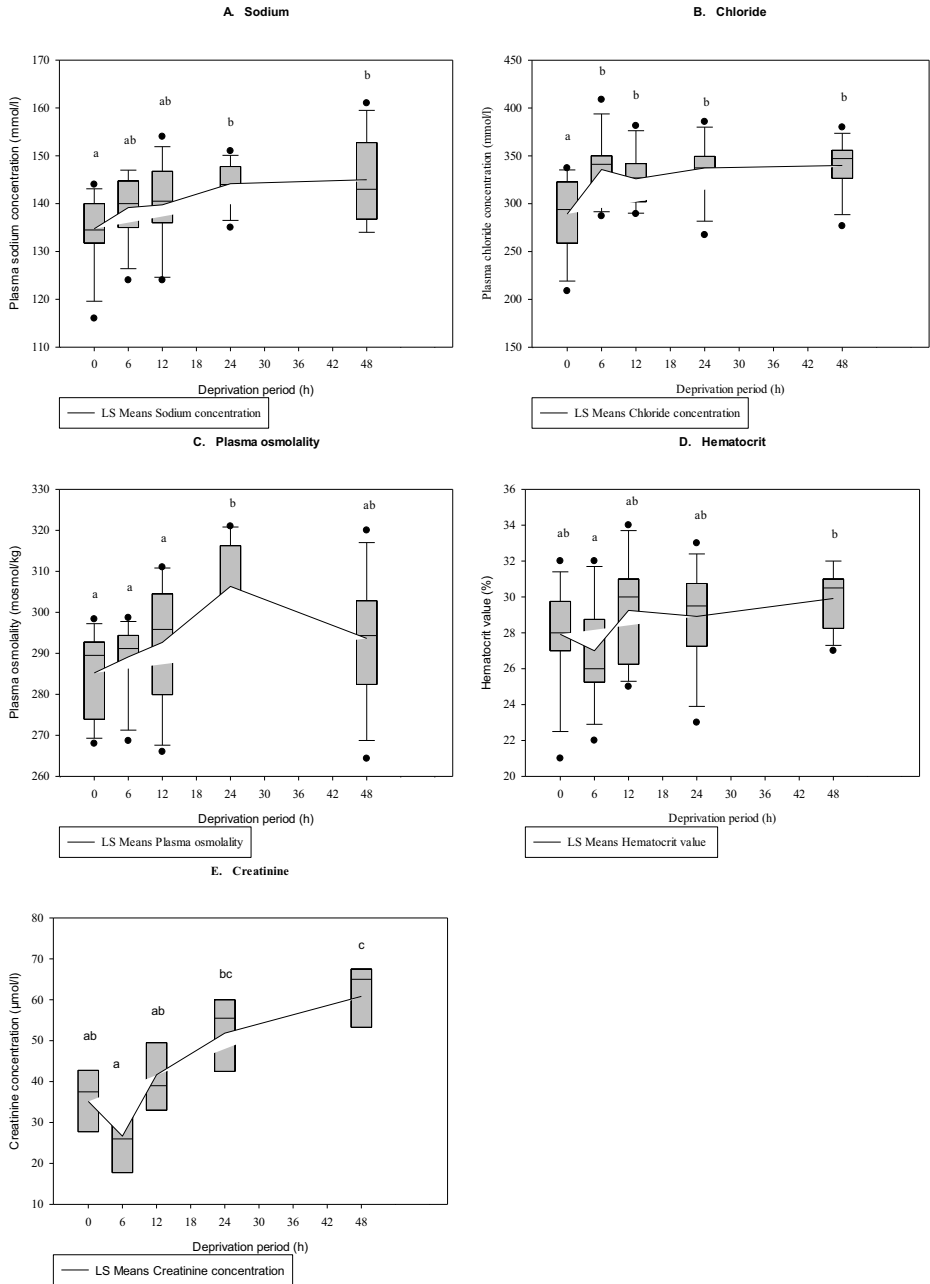 A. Sodium
Plasma sodium concentration (mmol/l)
170
160
150
140
130
120
110
a
ab
ab
b
b
0 6 12 18 24 30 36 42 48
Deprivation period (h)
LS Means Sodium concentration
B. Chloride
Plasma chloride concentration (mmol/l)
450
400
350
300
250
200
150
a
b
b
b
b
0 6 12 18 24 30 36 42 48
Deprivation period (h)
LS Means Chloride concentration
C. Plasma osmolality
Plasma osmolality (mosmol/kg)
330
320
310
300
290
280
270
260
a
a
a
b
ab
0 6 12 18 24 30 36 42 48
Deprivation period (h)
LS Means Plasma osmolality
D. Hematocrit
Hematocrit value (%)
36
34
32
30
28
26
24
22
20
ab
a
ab
ab
b
0 6 12 18 24 30 36 42 48
Deprivation period (h)
LS Means Hematocrit value
E. Creatinine
Creatinine concentration (µmol/l)
80
70
60
50
40
30
20
10
ab
a
ab
bc
c
0 6 12 18 24 30 36 42 48
Deprivation period (h)
LS Means Creatinine concentration